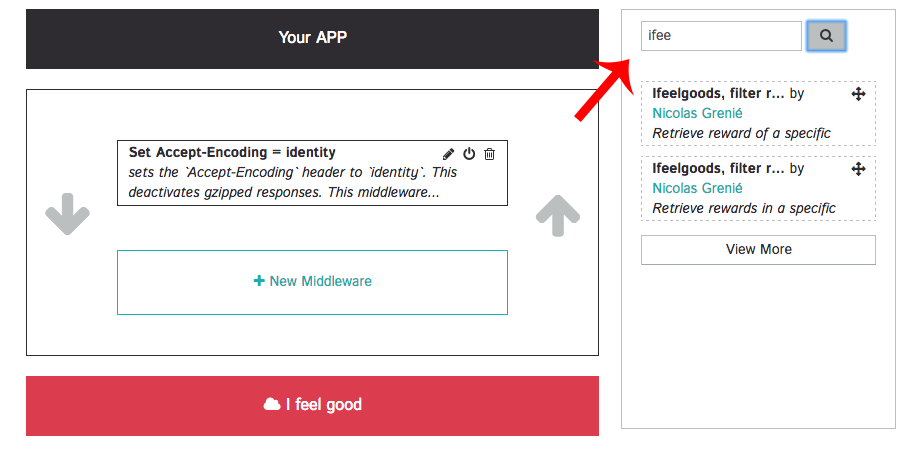 Your APP
Set Accept-Encoding = identity
sets the `Accept-Encoding` header to `identity`. This
deactivates gzipped responses. This middleware...
New Middleware
I feel good
ifee
Ifeelgoods, filter r... by
Nicolas Grenié
Retrieve reward of a specific
Ifeelgoods, filter r... by
Nicolas Grenié
Retrieve rewards in a specific
View More